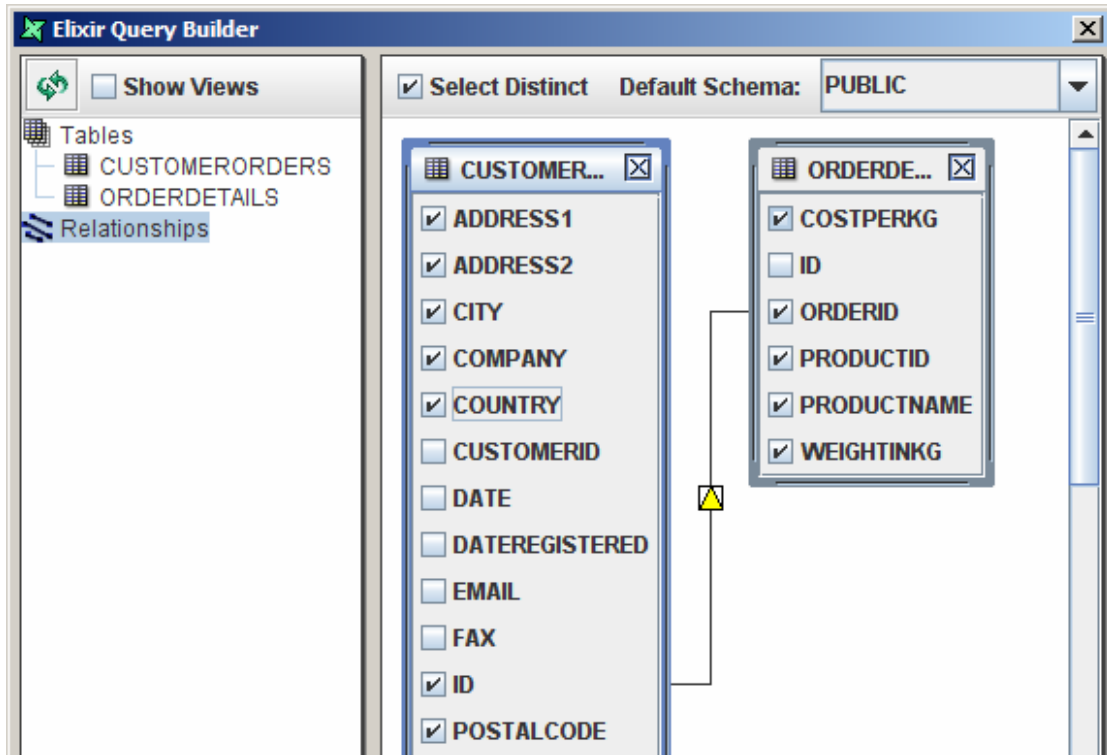 Elixir Query Builder
Show Views
Tables
CUSTOMERORDERS
ORDERDETAILS
Relationships
Select Distinct Default Schema: PUBLIC
CUSTOMER...
ADDRESS1
ADDRESS2
CITY
COMPANY
COUNTRY
CUSTOMERID
DATE
DATEREGISTERED
EMAIL
FAX
ID
POSTALCODE
ORDERDE...
COSTPERKG
ID
ORDERID
PRODUCTID
PRODUCTNAME
WEIGHTINKG